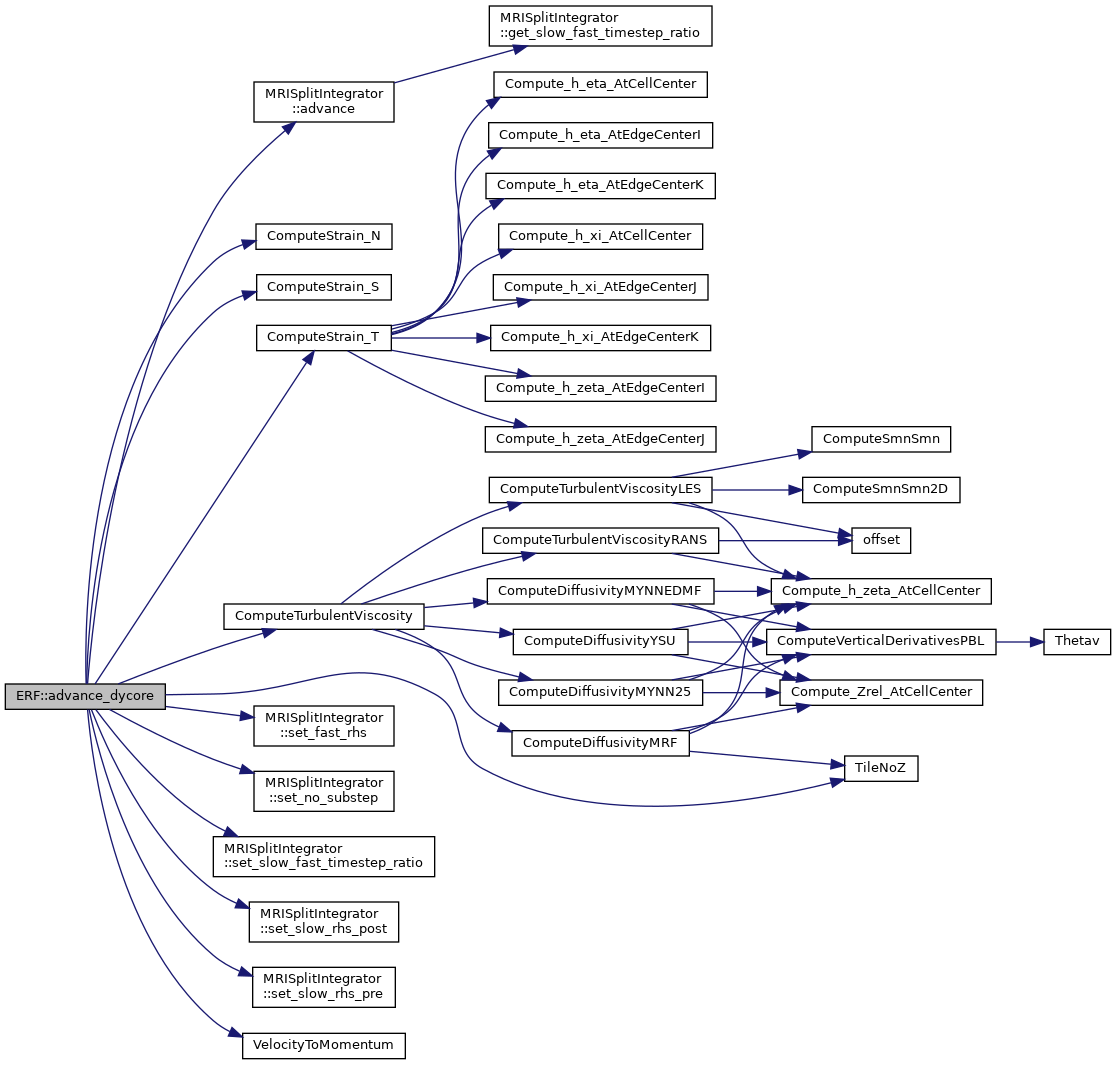 MRISplitIntegrator
::get_slow_fast_timestep_ratio
Compute_h_eta_AtCellCenter
MRISplitIntegrator
::advance
Compute_h_eta_AtEdgeCenterI
Compute_h_eta_AtEdgeCenterK
ComputeStrain_N
Compute_h_xi_AtCellCenter
ComputeStrain_S
Compute_h_xi_AtEdgeCenterJ
ComputeStrain_T
Compute_h_xi_AtEdgeCenterK
Compute_h_zeta_AtEdgeCenterI
Compute_h_zeta_AtEdgeCenterJ
ComputeSmnSmn
ComputeTurbulentViscosityLES
ComputeSmnSmn2D
ComputeTurbulentViscosityRANS
offset
ComputeDiffusivityMYNNEDMF
Compute_h_zeta_AtCellCenter
ComputeTurbulentViscosity
ComputeDiffusivityYSU
ComputeVerticalDerivativesPBL
Thetav
ERF::advance_dycore
ComputeDiffusivityMYNN25
Compute_Zrel_AtCellCenter
MRISplitIntegrator
::set_fast_rhs
ComputeDiffusivityMRF
TileNoZ
MRISplitIntegrator
::set_no_substep
MRISplitIntegrator
::set_slow_fast_timestep_ratio
MRISplitIntegrator
::set_slow_rhs_post
MRISplitIntegrator
::set_slow_rhs_pre
VelocityToMomentum